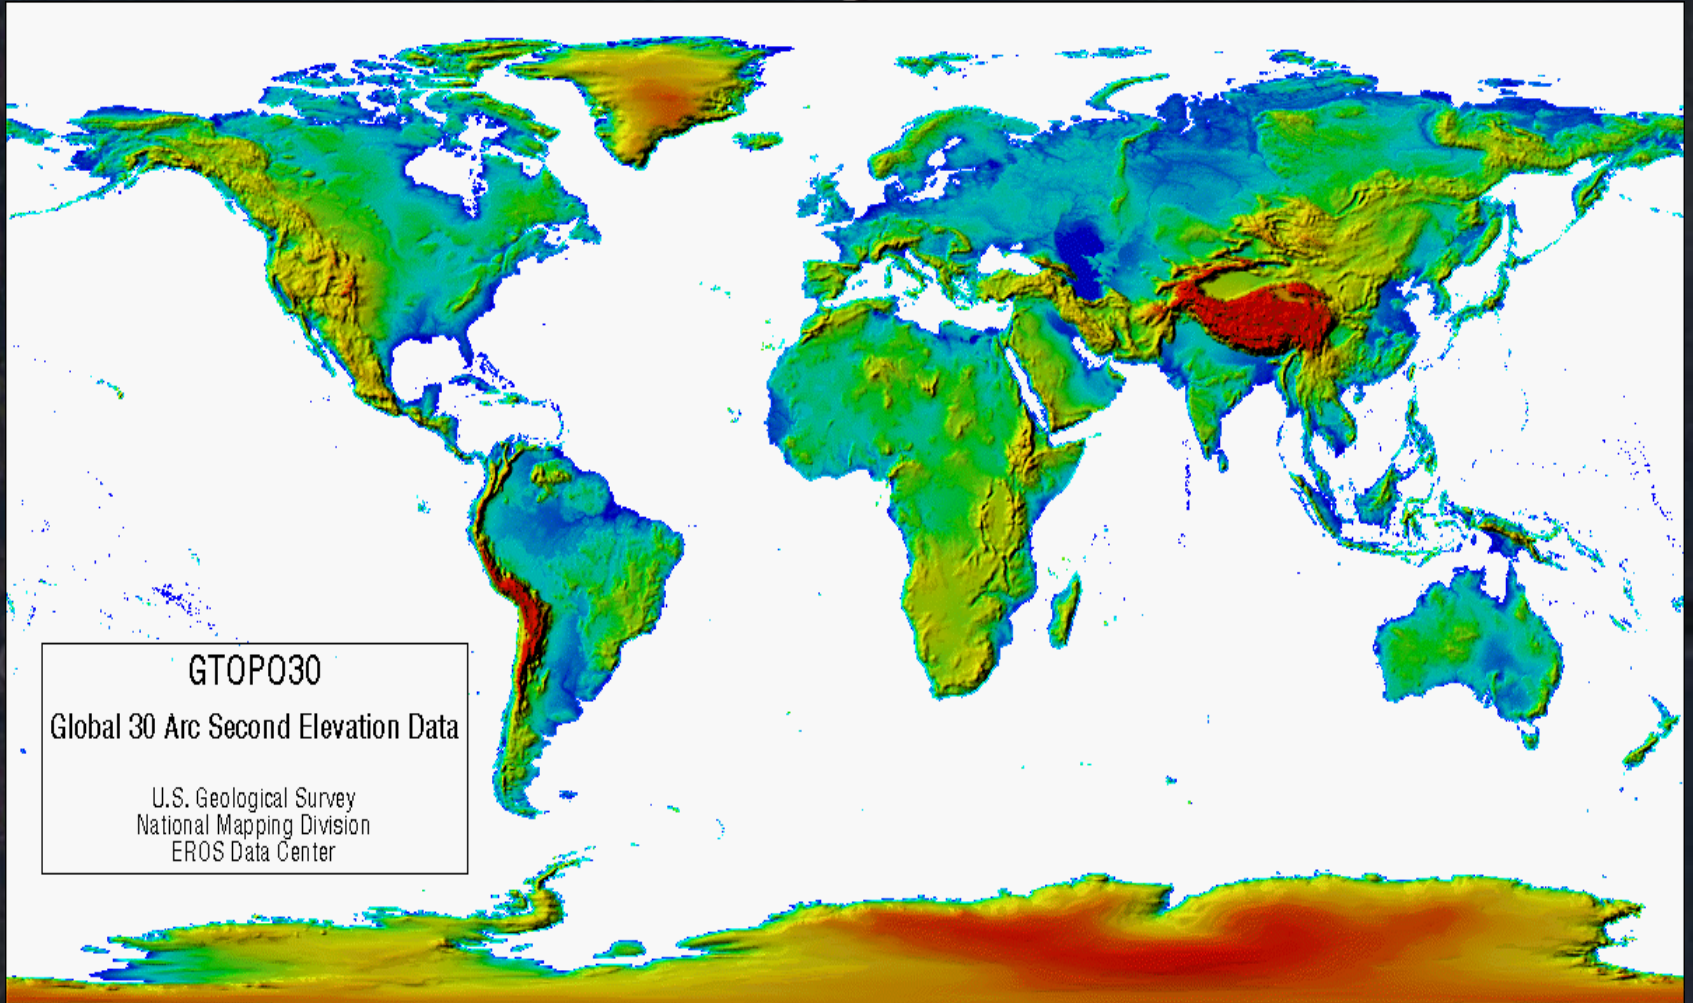 GTOPO30
Global 30 Arc Second Elevation Data
U.S. Geological Survey
National Mapping Division
EROS Data Center